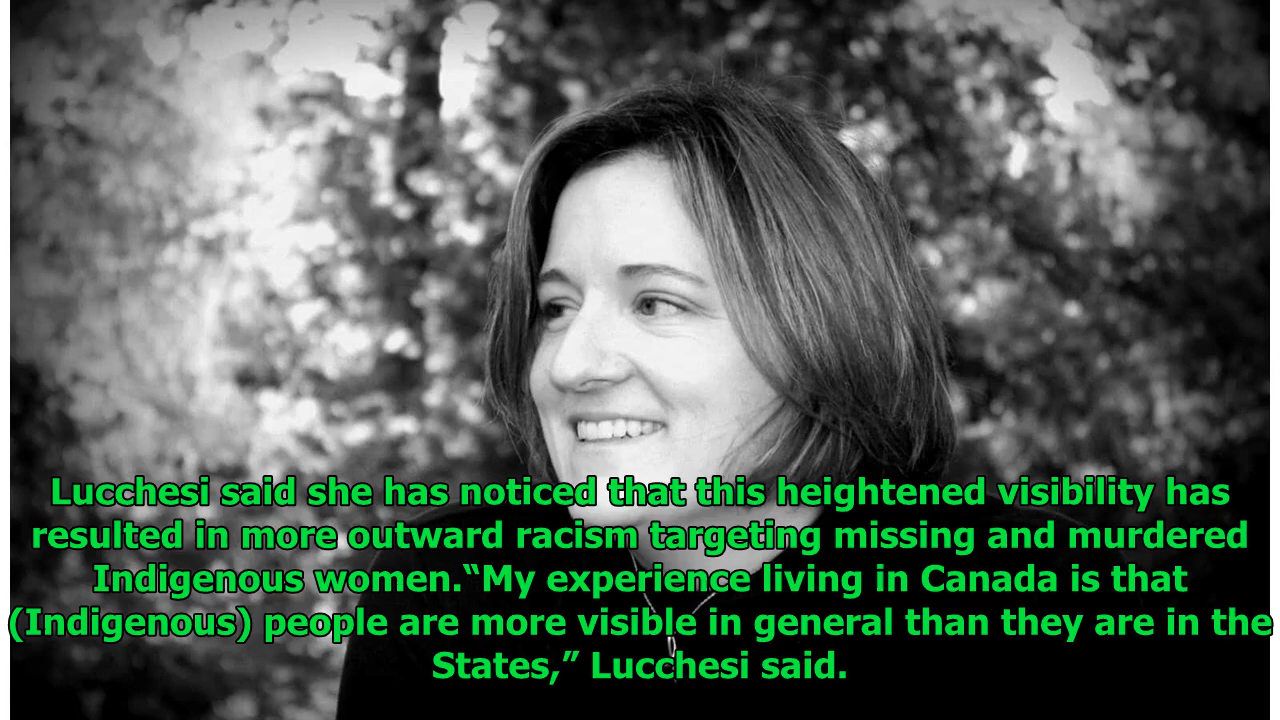 Lucchesi said she has noticed that this heightened visibility has
resulted in more outward racism targeting missing and murdered
Indigenous women.“My experience living in Canada is that
(Indigenous) people are more visible in general than they are in the
States,” Lucchesi said.